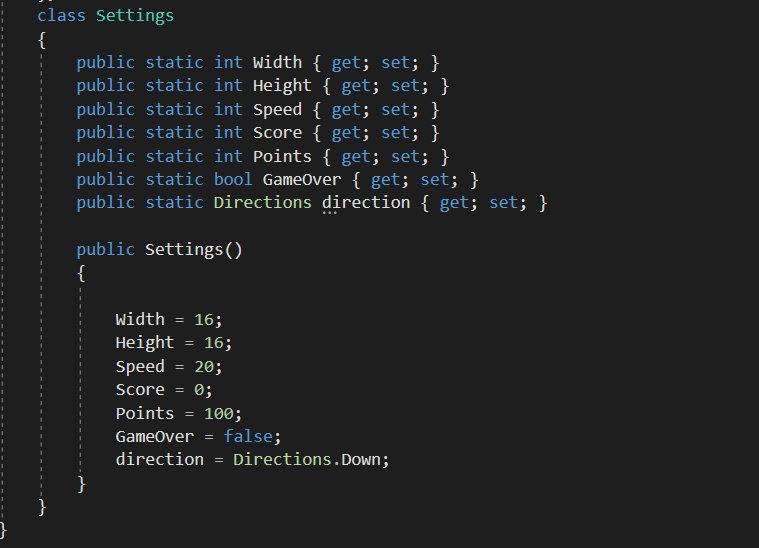 class Settings
{
public static int Width { get; set; }
public static int Height { get; set; }
public static int Speed { get; set; }
public static int Score { get; set; }
public static int Points { get; set; }
public static bool GameOver { get; set; }
public static Directions direction { get; set; }
public Settings()
{
Width = 16;
Height = 16;
Speed = 20;
Score = 0;
Points = 100;
GameOver = false;
direction = Directions.Down;
}
}
}